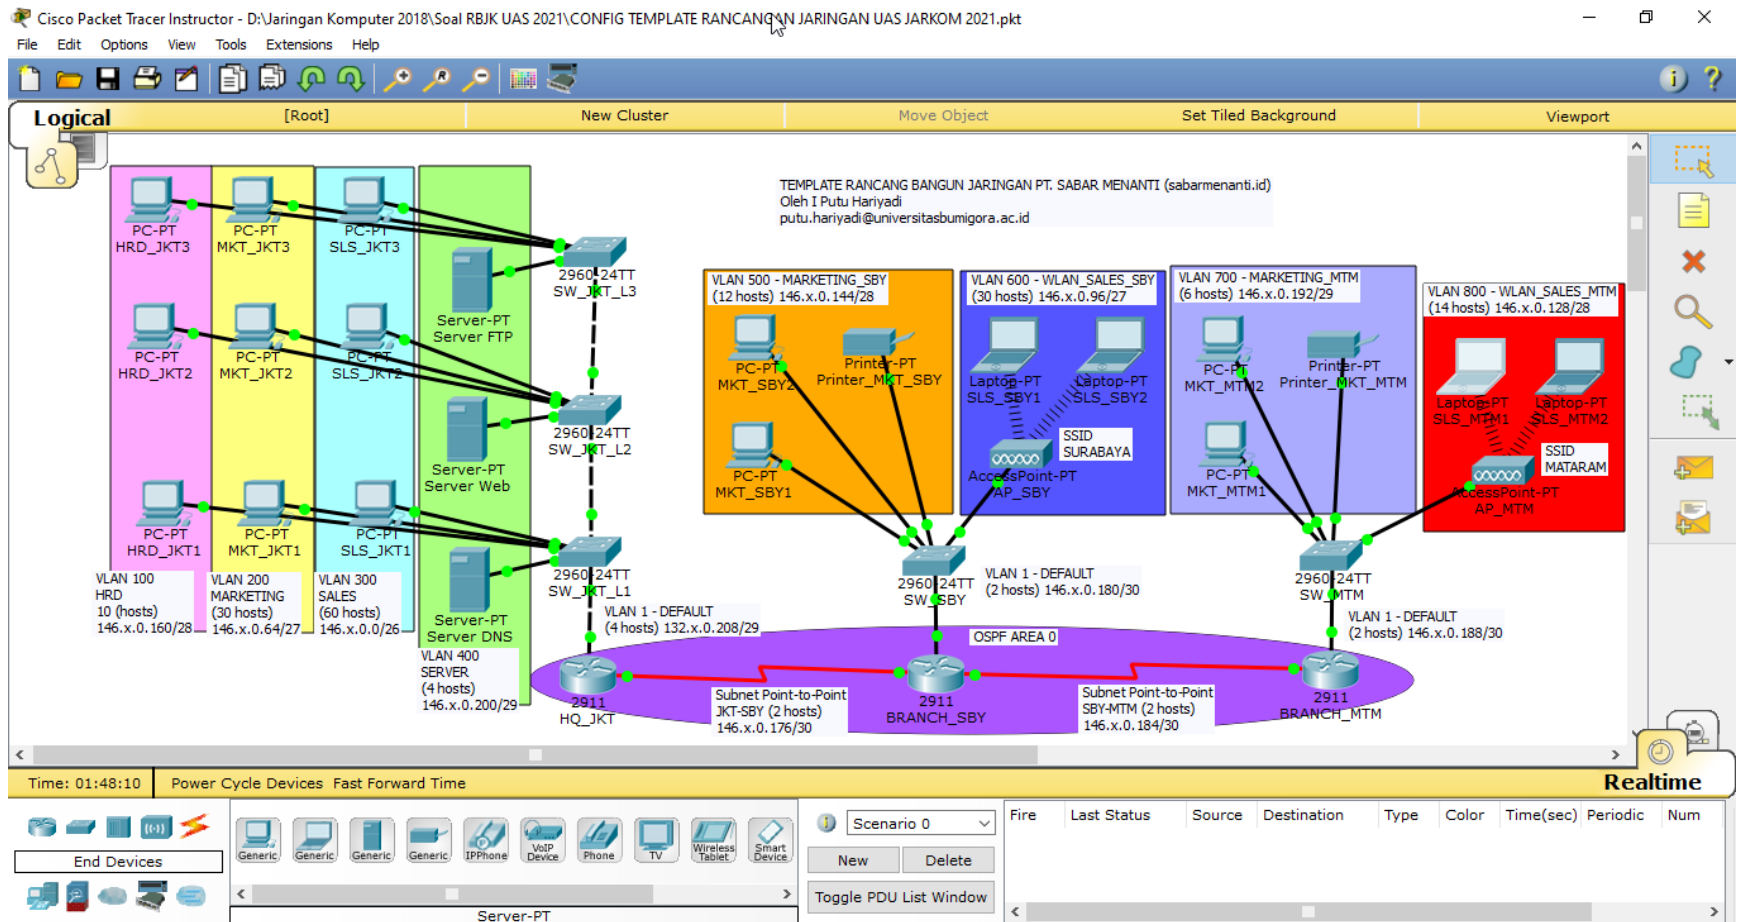 Cisco Packet Tracer Instructor - D:\Jaringan Komputer 2018\Soal RBJK UAS 2021\CONFIG TEMPLATE RANCANGAN JARINGAN UAS JARKOM 2021.pkt
File Edit Options View Tools Extensions Help
Logical
[Root]
New Cluster
Move Object
Set Tiled Background
Viewport
TEMPLATE RANCANG BANGUN JARINGAN PT. SABAR MENANTI (sabarmenanti.id)
Oleh I Putu Hariyadi
putu.hariyadi@universitasbumigora.ac.id
PC-PT
HRD_JKT3
PC-PT
MKT_JKT3
PC-PT
SLS_JKT3
2960-24TT
SW_JKT_L3
Server-PT
Server FTP
PC-PT
HRD_JKT2
PC-PT
MKT_JKT2
PC-PT
SLS_JKT2
2960-24TT
SW_JKT_L2
Server-PT
Server Web
PC-PT
HRD_JKT1
PC-PT
MKT_JKT1
PC-PT
SLS_JKT1
2960-24TT
SW_JKT_L1
Server-PT
Server DNS
VLAN 100
HRD
10 (hosts)
146.x.0.160/28
VLAN 200
MARKETING
(30 hosts)
146.x.0.64/27
VLAN 300
SALES
(60 hosts)
146.x.0.0/26
VLAN 400
SERVER
(4 hosts)
146.x.0.200/29
VLAN 1 - DEFAULT
(4 hosts) 132.x.0.208/29
2911
HQ_JKT
Subnet Point-to-Point
JKT-SBY (2 hosts)
146.x.0.176/30
VLAN 500 - MARKETING_SBY
(12 hosts) 146.x.0.144/28
PC-PT
MKT_SBY2
Printer-PT
Printer_MKT_SBY
PC-PT
MKT_SBY1
VLAN 600 - WLAN_SALES_SBY
(30 hosts) 146.x.0.96/27
Laptop-PT
SLS_SBY1
Laptop-PT
SLS_SBY2
SSID
SURABAYA
AccessPoint-PT
AP_SBY
2960-24TT
SW_SBY
VLAN 1 - DEFAULT
(2 hosts) 146.x.0.180/30
OSPF AREA 0
2911
BRANCH_SBY
Subnet Point-to-Point
SBY-MTM (2 hosts)
146.x.0.184/30
VLAN 700 - MARKETING_MTM
(6 hosts) 146.x.0.192/29
PC-PT
MKT_MTM2
Printer-PT
Printer_MKT_MTM
PC-PT
MKT_MTM1
VLAN 800 - WLAN_SALES_MTM
(14 hosts) 146.x.0.128/28
Laptop-PT
SLS_MTM1
Laptop-PT
SLS_MTM2
SSID
MATARAM
AccessPoint-PT
AP_MTM
2960-24TT
SW_MTM
VLAN 1 - DEFAULT
(2 hosts) 146.x.0.188/30
2911
BRANCH_MTM
Time: 01:48:10
Power Cycle Devices Fast Forward Time
Realtime
End Devices
Generic
Generic
Generic
Generic
IPPhone
VoIP
Device
Phone
TV
Wireless
Tablet
Smart
Device
Server-PT
Scenario 0
New
Delete
Toggle PDU List Window
Fire Last Status Source Destination Type Color Time(sec) Periodic Num